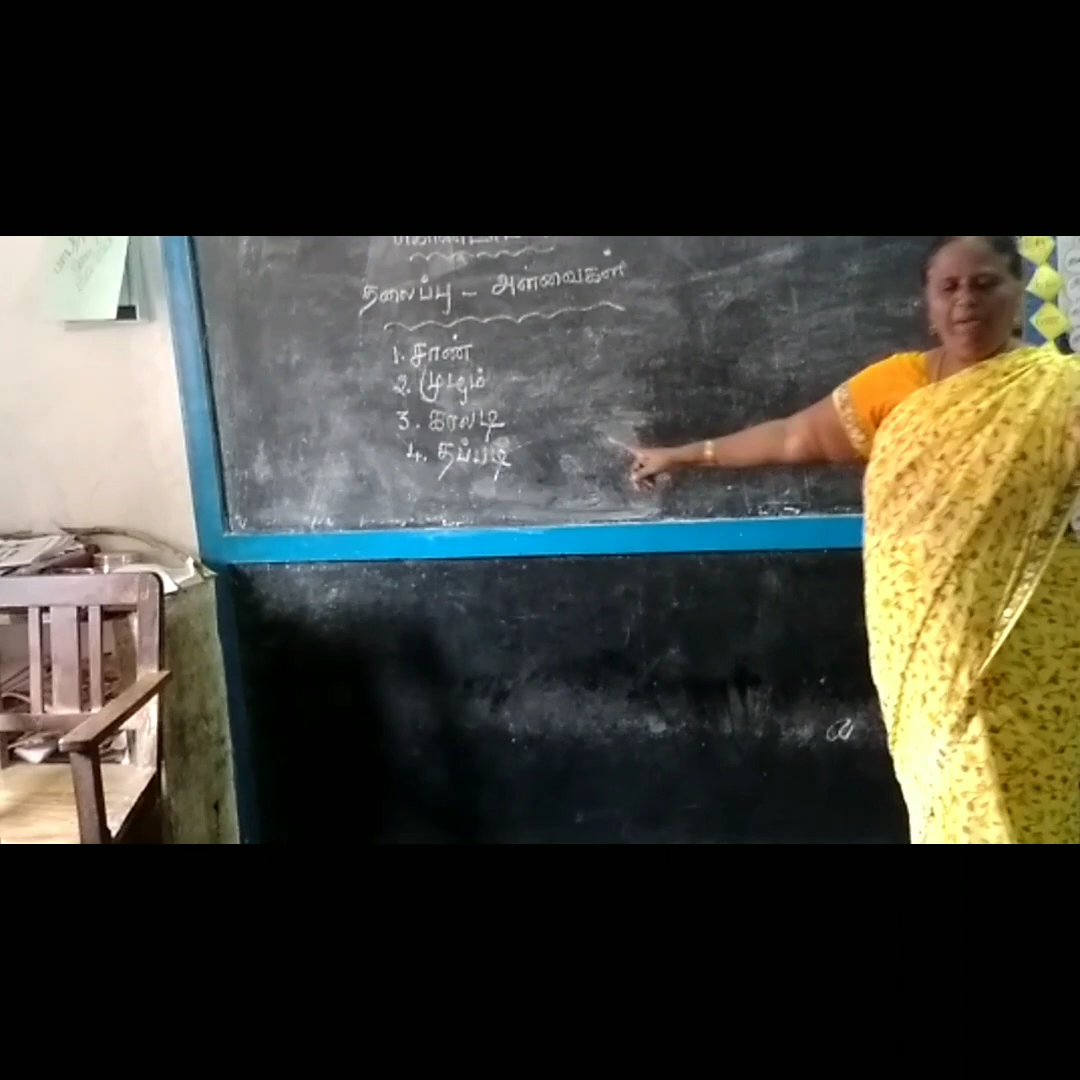 தலைப்பு - அளவைகள்
1. சாண்
2. முழம்
3. காலடி
4. தப்படி